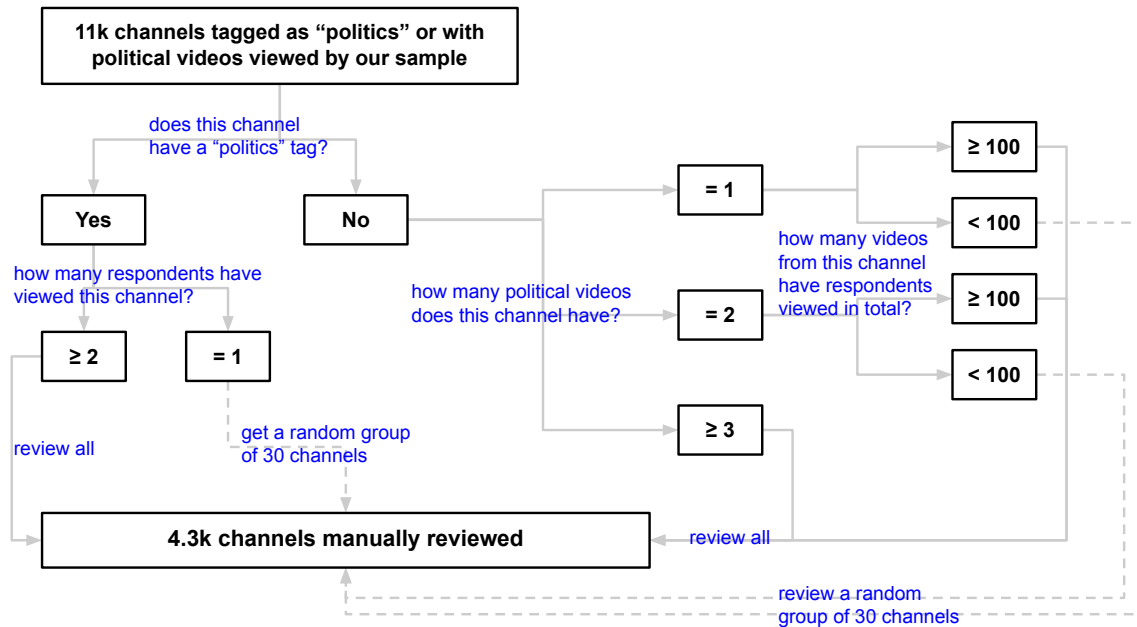 11k channels tagged as “politics” or with
political videos viewed by our sample
does this channel
have a “politics” tag?
Yes
No
how many respondents have
viewed this channel?
≥ 2
= 1
review all
get a random group
of 30 channels
how many political videos
does this channel have?
= 1
= 2
≥ 3
how many videos
from this channel
have respondents
viewed in total?
≥ 100
< 100
≥ 100
< 100
4.3k channels manually reviewed
review all
review a random
group of 30 channels